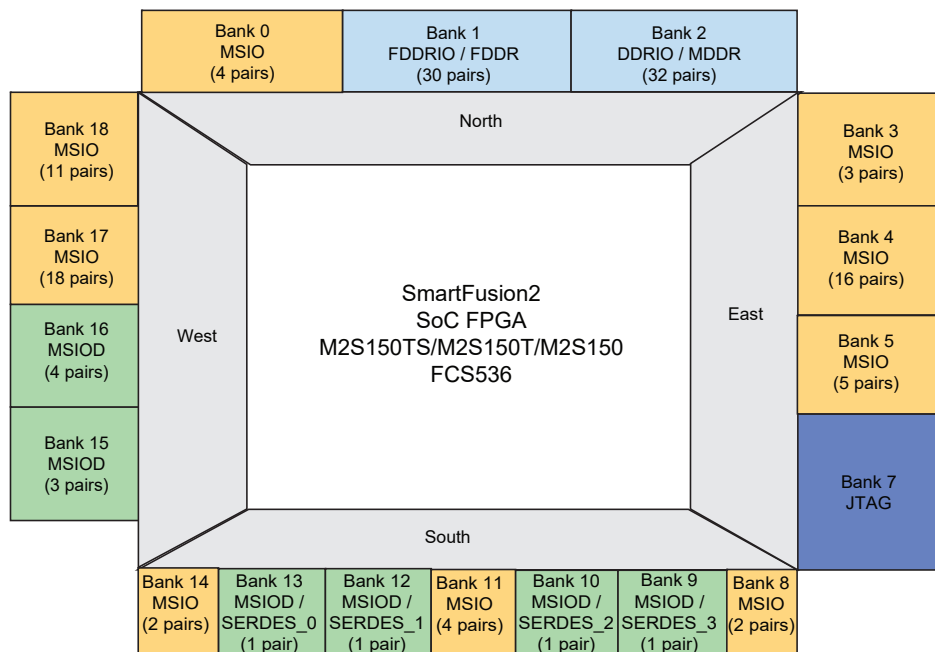 Bank 0
MSIO
(4 pairs)
Bank 1
FDDRIO / FDDR
(30 pairs)
Bank 2
DDRIO / MDDR
(32 pairs)
North
Bank 18
MSIO
(11 pairs)
Bank 17
MSIO
(18 pairs)
Bank 16
MSIOD
(4 pairs)
Bank 15
MSIOD
(3 pairs)
West
SmartFusion2
SoC FPGA
M2S150TS/M2S150T/M2S150
FCS536
East
Bank 3
MSIO
(3 pairs)
Bank 4
MSIO
(16 pairs)
Bank 5
MSIO
(5 pairs)
Bank 7
JTAG
South
Bank 14
MSIO
(2 pairs)
Bank 13
MSIOD /
SERDES_0
(1 pair)
Bank 12
MSIOD /
SERDES_1
(1 pair)
Bank 11
MSIO
(4 pairs)
Bank 10
MSIOD /
SERDES_2
(1 pair)
Bank 9
MSIOD /
SERDES_3
(1 pair)
Bank 8
MSIO
(2 pairs)